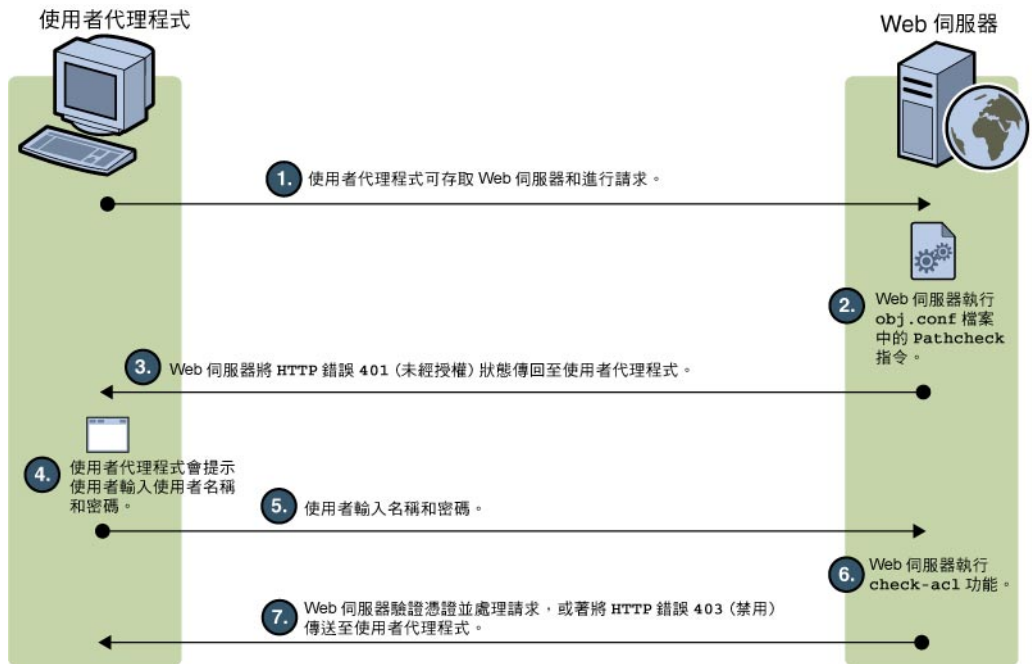 使用者代理程式
Web 伺服器
1. 使用者代理程式可存取 Web 伺服器和進行請求。
2. Web 伺服器執行
obj.conf 檔案
中的 Pathcheck
指令。
3. Web 伺服器將 HTTP 錯誤 401 (未經授權) 狀態傳回至使用者代理程式。
4. 使用者代理程式會提示
使用者輸入使用者名稱
和密碼。
5. 使用者輸入名稱和密碼。
6. Web 伺服器執行
check-acl 功能。
7. Web 伺服器驗證憑證並處理請求，或著將 HTTP 錯誤 403 (禁用)
傳送至使用者代理程式。